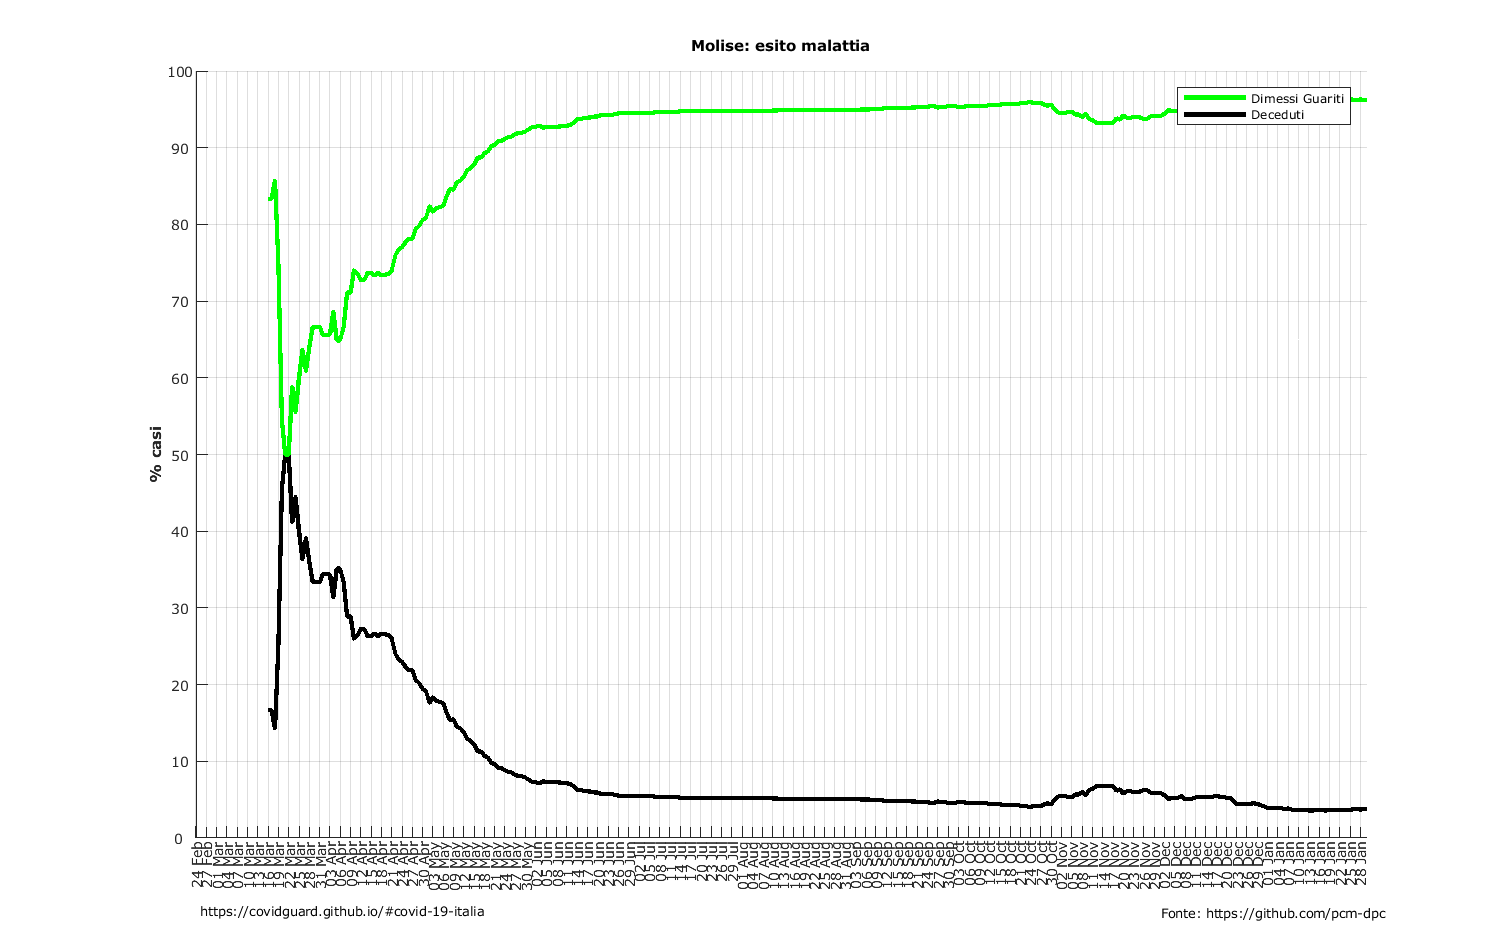 Molise: esito malattia
100
90
80
70
60
50
40
30
20
10
0
% casi
Dimessi Guariti
Deceduti
24 Feb
27 Feb
01 Mar
04 Mar
07 Mar
10 Mar
13 Mar
16 Mar
19 Mar
22 Mar
25 Mar
28 Mar
31 Mar
03 Apr
06 Apr
09 Apr
12 Apr
15 Apr
18 Apr
21 Apr
24 Apr
27 Apr
30 Apr
03 May
06 May
09 May
12 May
15 May
18 May
21 May
24 May
27 May
30 May
02 Jun
05 Jun
08 Jun
11 Jun
14 Jun
17 Jun
20 Jun
23 Jun
26 Jun
29 Jun
02 Jul
05 Jul
08 Jul
11 Jul
14 Jul
17 Jul
20 Jul
23 Jul
26 Jul
29 Jul
01 Aug
04 Aug
07 Aug
10 Aug
13 Aug
16 Aug
19 Aug
22 Aug
25 Aug
28 Aug
31 Aug
03 Sep
06 Sep
09 Sep
12 Sep
15 Sep
18 Sep
21 Sep
24 Sep
27 Sep
30 Sep
03 Oct
06 Oct
09 Oct
12 Oct
15 Oct
18 Oct
21 Oct
24 Oct
27 Oct
30 Oct
02 Nov
05 Nov
08 Nov
11 Nov
14 Nov
17 Nov
20 Nov
23 Nov
26 Nov
29 Nov
02 Dec
05 Dec
08 Dec
11 Dec
14 Dec
17 Dec
20 Dec
23 Dec
26 Dec
29 Dec
01 Jan
04 Jan
07 Jan
10 Jan
13 Jan
16 Jan
19 Jan
22 Jan
25 Jan
28 Jan
https://covidguard.github.io/#covid-19-italia
Fonte: https://github.com/pcm-dpc